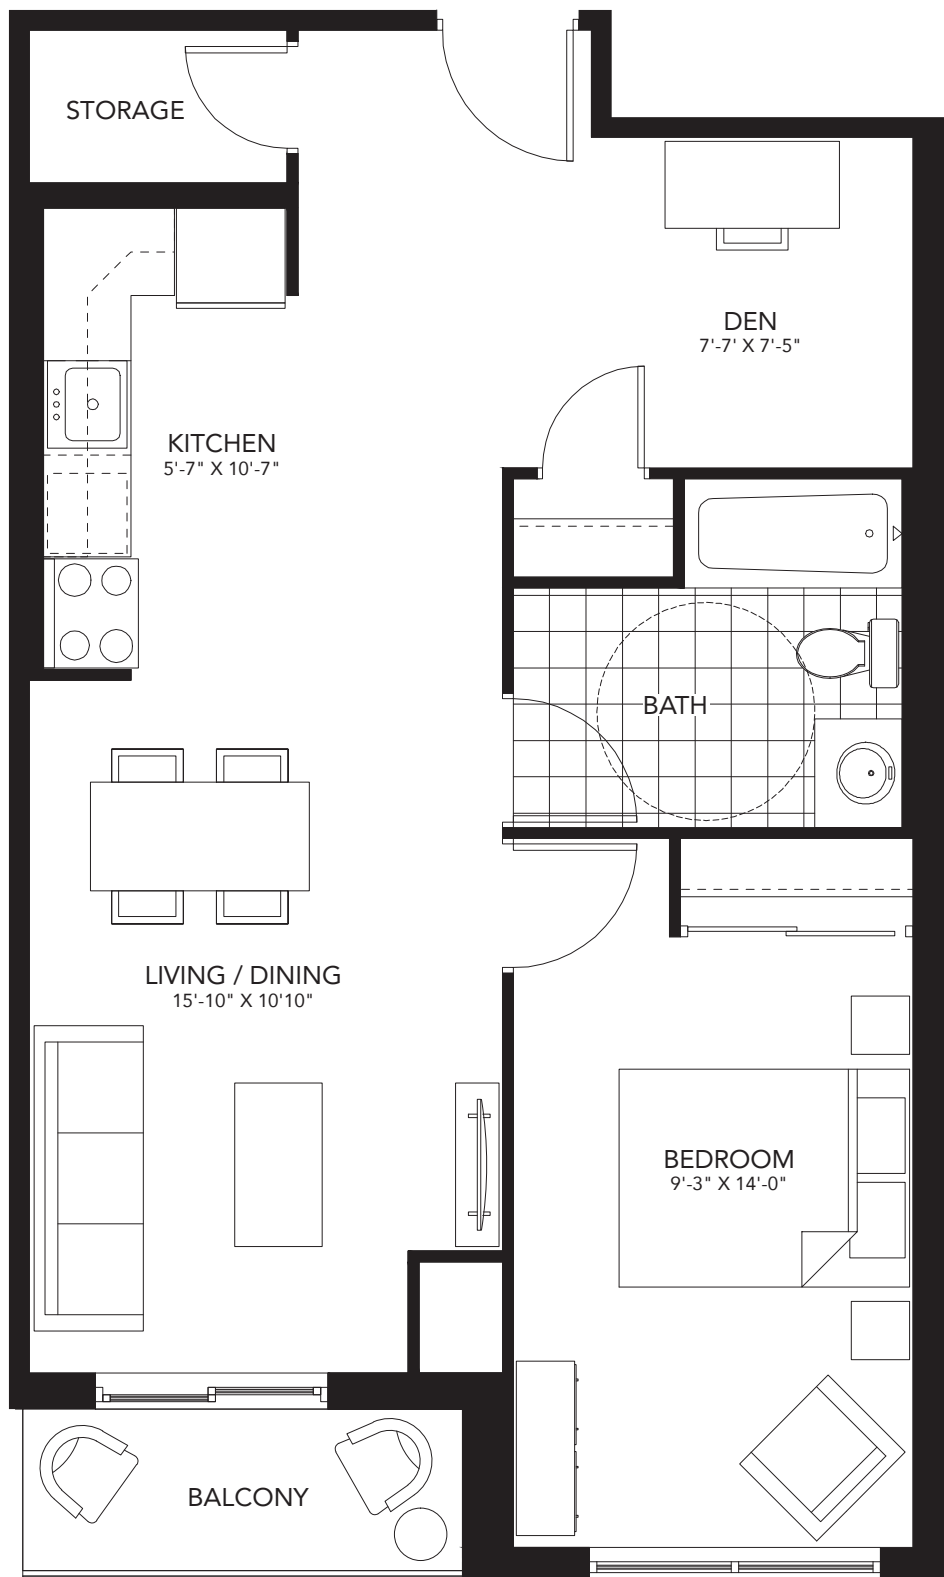 STORAGE
DEN
7'-7' X 7'-5"
KITCHEN
5'-7" X 10'-7"
BATH
LIVING / DINING
15'-10" X 10'10"
BEDROOM
9'-3" X 14'-0"
BALCONY